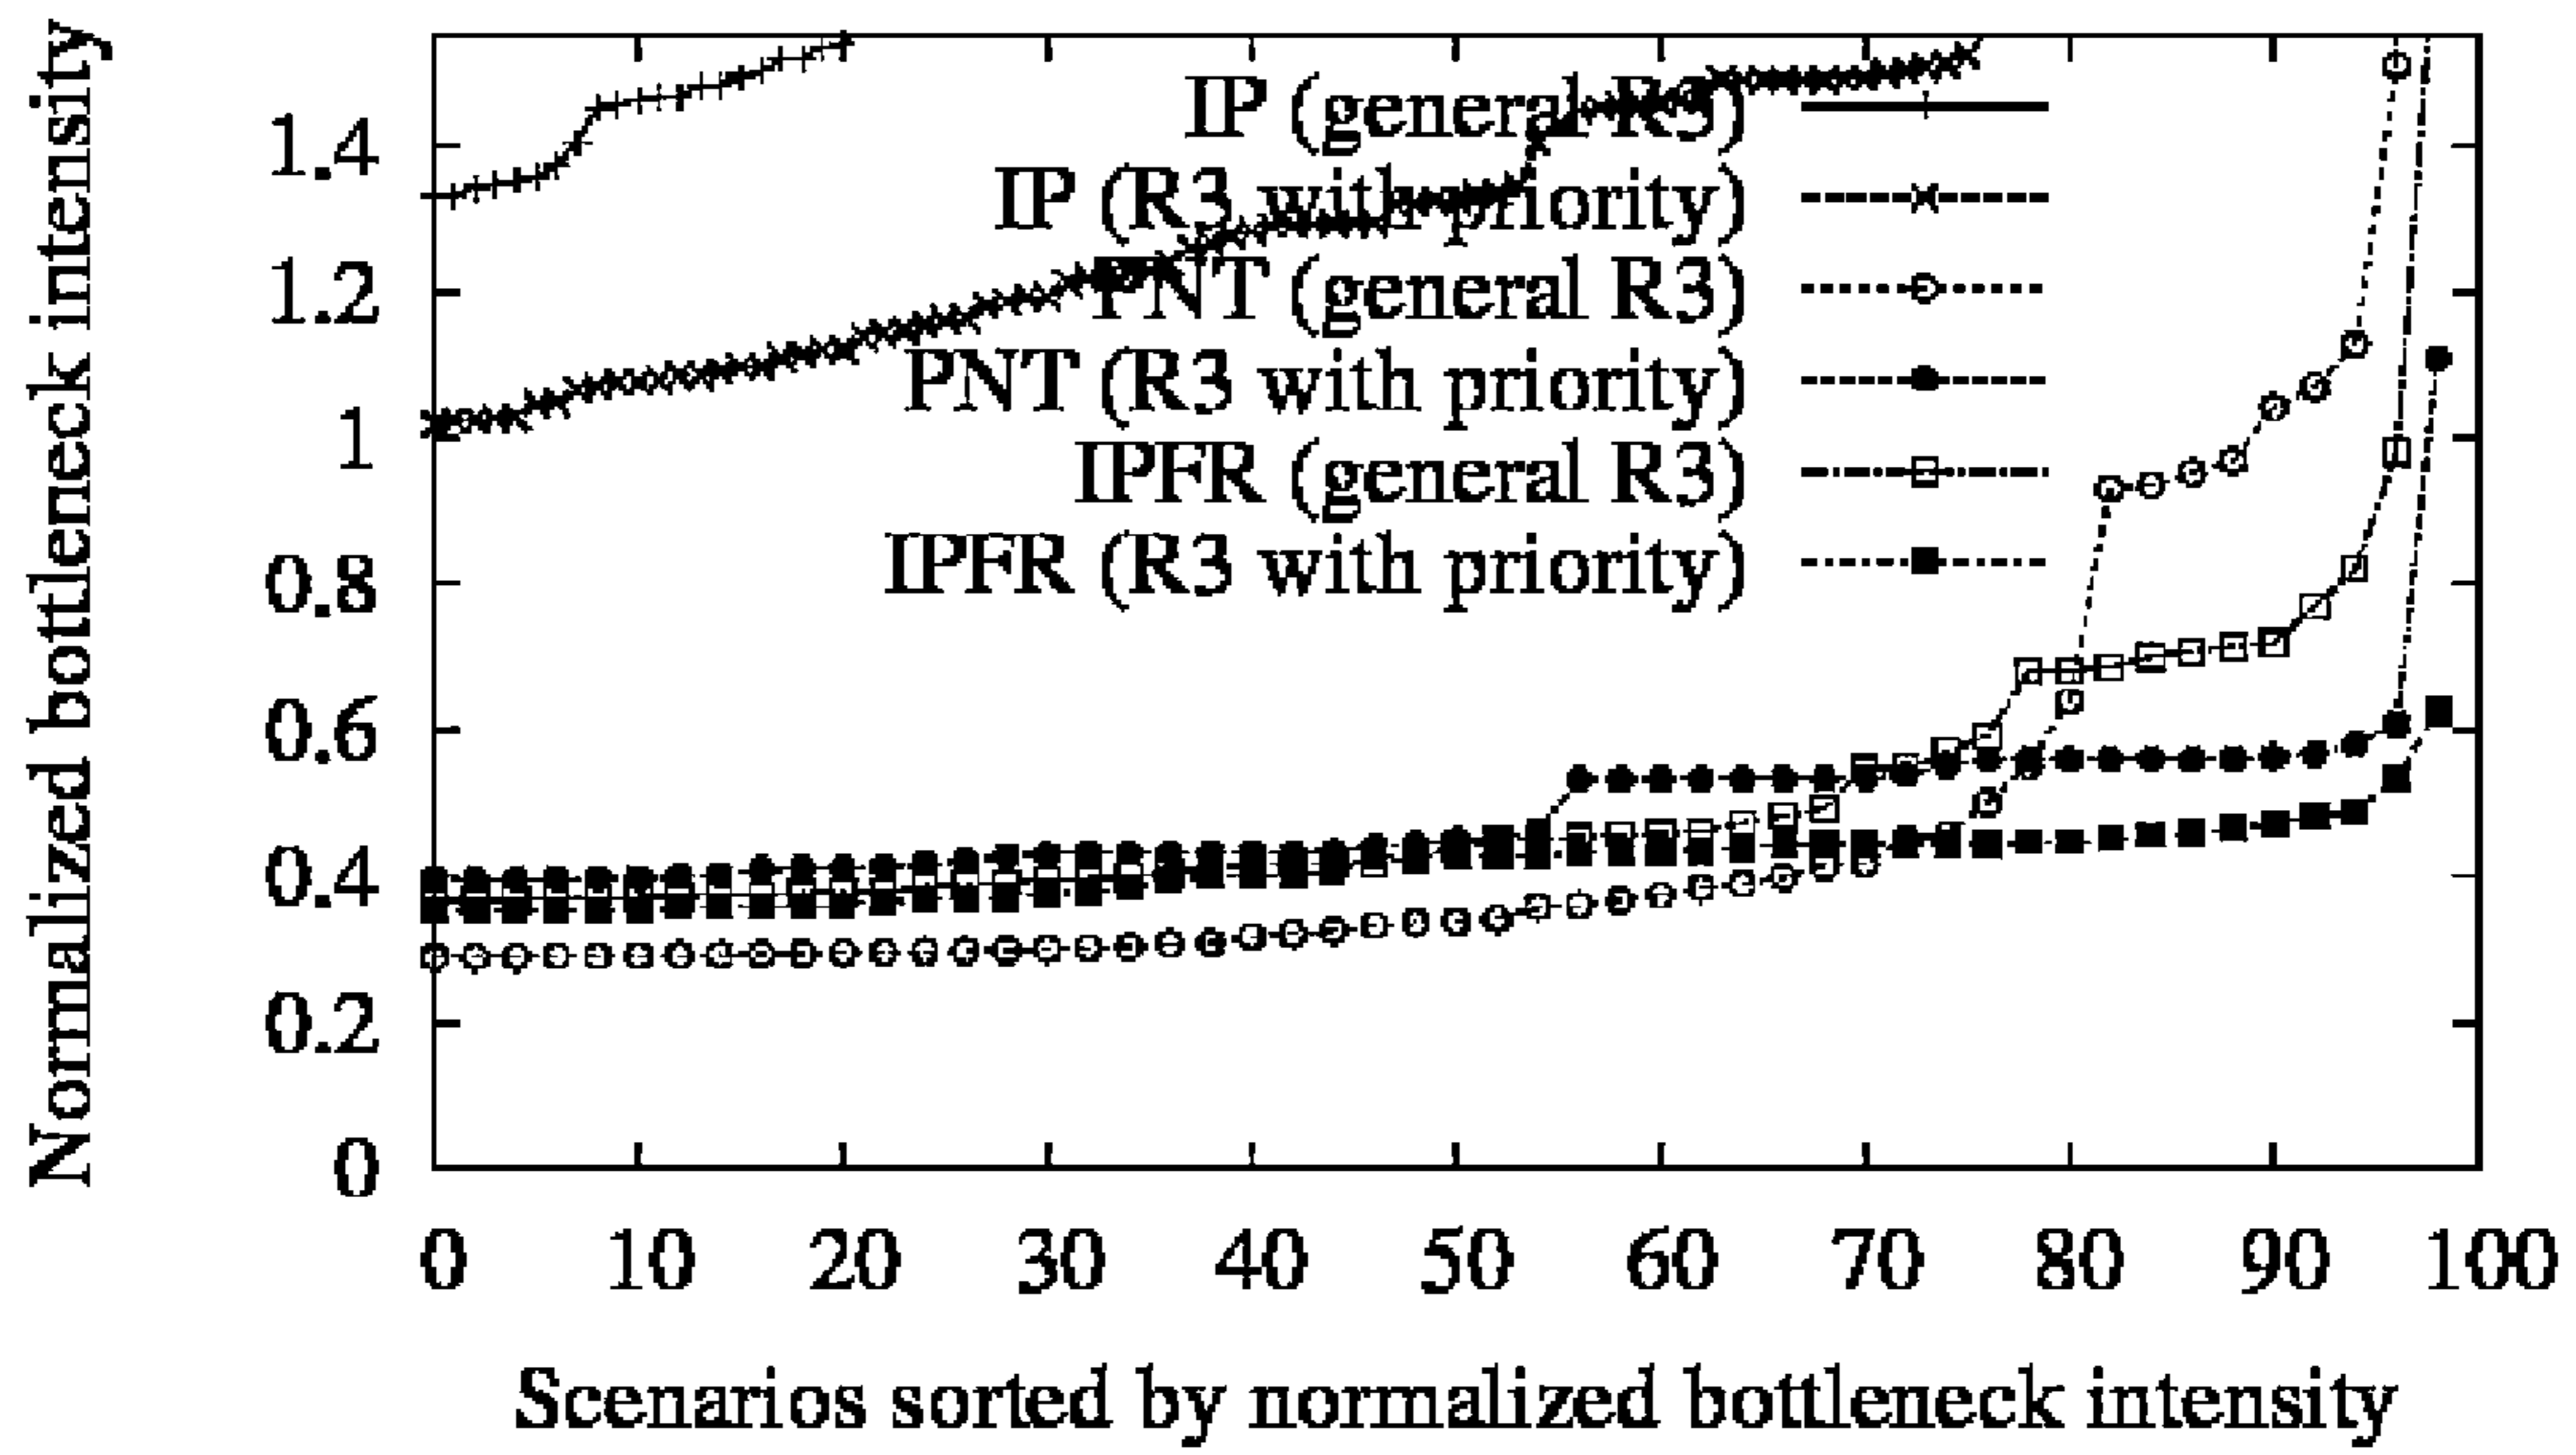 Normalized bottleneck intensity
1.4
1.2
1
0.8
0.6
0.4
0.2
0
IP (general R3)
IP (R3 with priority)
PNT (general R3)
PNT (R3 with priority)
IPFR (general R3)
IPFR (R3 with priority)
0 10 20 30 40 50 60 70 80 90 100
Scenarios sorted by normalized bottleneck intensity